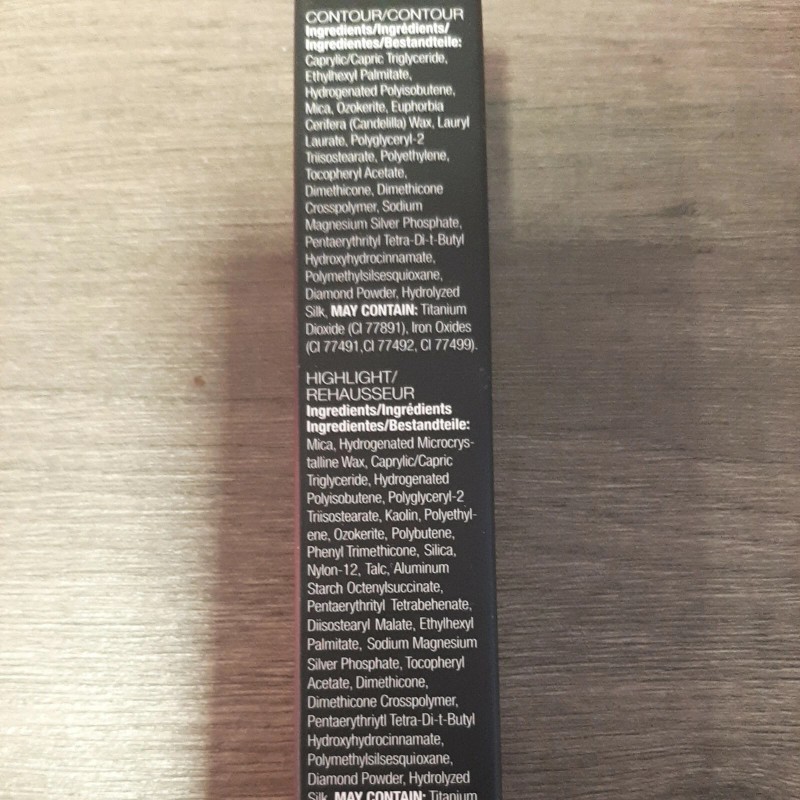 CONTOUR/CONTOUR
Ingredients/Ingrédients/
Ingredientes/Bestandteile:
Caprylic/Capric Triglyceride,
Ethylhexyl Palmitate,
Hydrogenated Polyisobutene,
Mica, Ozokerite, Euphorbia
Cerifera (Candelilla) Wax, Lauryl
Laurate, Polyglyceryl-2
Triisostearate, Polyethylene,
Tocopheryl Acetate,
Dimethicone, Dimethicone
Crosspolymer, Sodium
Magnesium Silver Phosphate,
Pentaerythrityl Tetra-Di-t-Butyl
Hydroxyhydrocinnamate,
Polymethylsilsesquioxane,
Diamond Powder, Hydrolyzed
Silk, MAY CONTAIN: Titanium
Dioxide (CI 77891), Iron Oxides
(CI 77491,CI 77492, CI 77499).
HIGHLIGHT/
REHAUSSEUR
Ingredients/Ingrédients
Ingredientes/Bestandteile:
Mica, Hydrogenated Microcrys-
talline Wax, Caprylic/Capric
Triglyceride, Hydrogenated
Polyisobutene, Polyglyceryl-2
Triisostearate, Kaolin, Polyethyl-
ene, Ozokerite, Polybutene,
Phenyl Trimethicone, Silica,
Nylon-12, Talc, Aluminum
Starch Octenylsuccinate,
Pentaerythrityl Tetrabehenate,
Diisostearyl Malate, Ethylhexyl
Palmitate, Sodium Magnesium
Silver Phosphate, Tocopheryl
Acetate, Dimethicone,
Dimethicone Crosspolymer,
Pentaerythriytl Tetra-Di-t-Butyl
Hydroxyhydrocinnamate,
Polymethylsilsesquioxane,
Diamond Powder, Hydrolyzed
Silk, MAY CONTAIN: Titanium